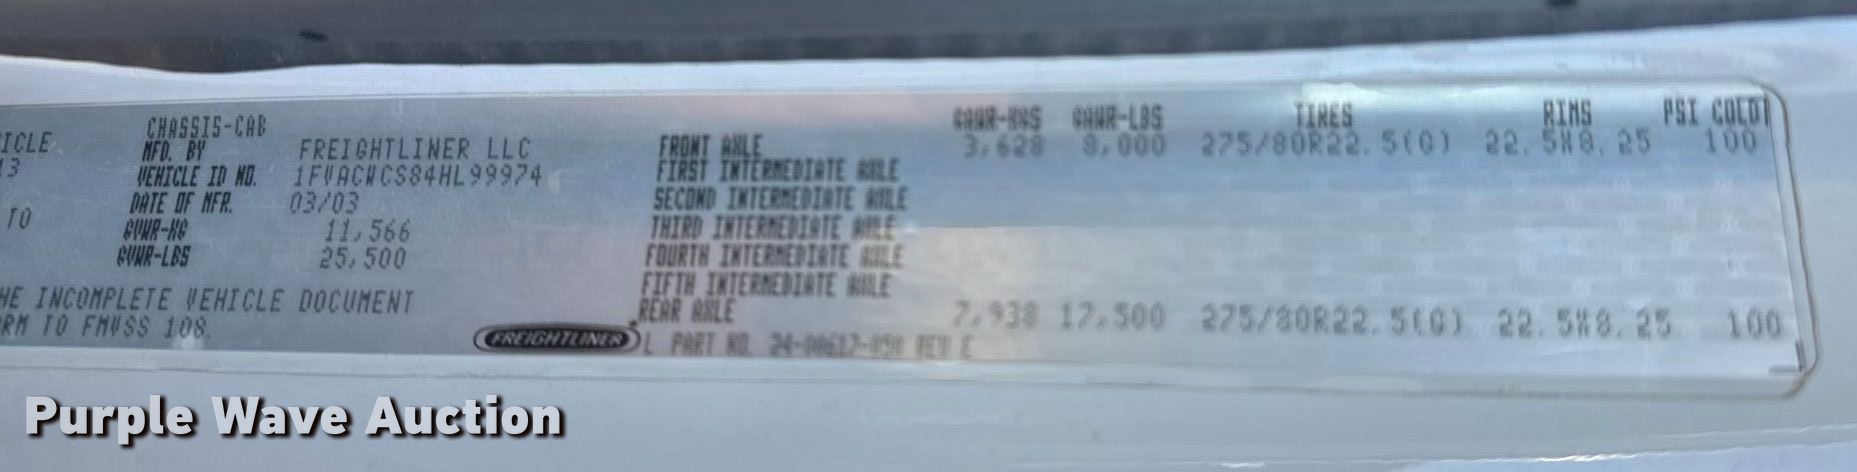 CHASSIS-CAB GAWR-KGS GAWR-LBS TIRES RIMS PSI COLD
ICLE MFD. BY FREIGHTLINER LLC FRONT AXLE 3,628 8,000 275/80R22.5(G) 22.5X8.25 100
13 VEHICLE ID NO. 1FVACWCS84HL99974 FIRST INTERMEDIATE AXLE
DATE OF MFR. 03/03 SECOND INTERMEDIATE AXLE
TO GVWR-KG 11,566 THIRD INTERMEDIATE AXLE
GVWR-LBS 25,500 FOURTH INTERMEDIATE AXLE
FIFTH INTERMEDIATE AXLE
HE INCOMPLETE VEHICLE DOCUMENT REAR AXLE 7,938 17,500 275/80R22.5(G) 22.5X8.25 100
RM TO FMVSS 108.
FREIGHTLINER L PART NO. REV E
Purple Wave Auction